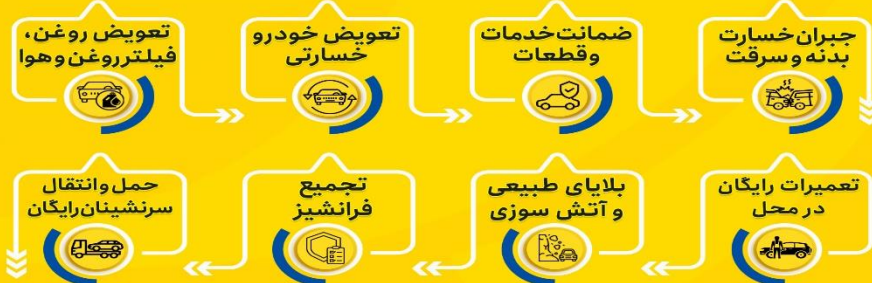 جبران خسارت
بدنه و سرقت
ضمانت خدمات
و قطعات
تعویض خودرو
خسارتی
تعویض روغن،
فیلتر روغن و هوا
تعمیرات رایگان
در محل
بلایای طبیعی
و آتش سوزی
تجمیع
فرانشیز
حمل و انتقال
سرنشینان رایگان